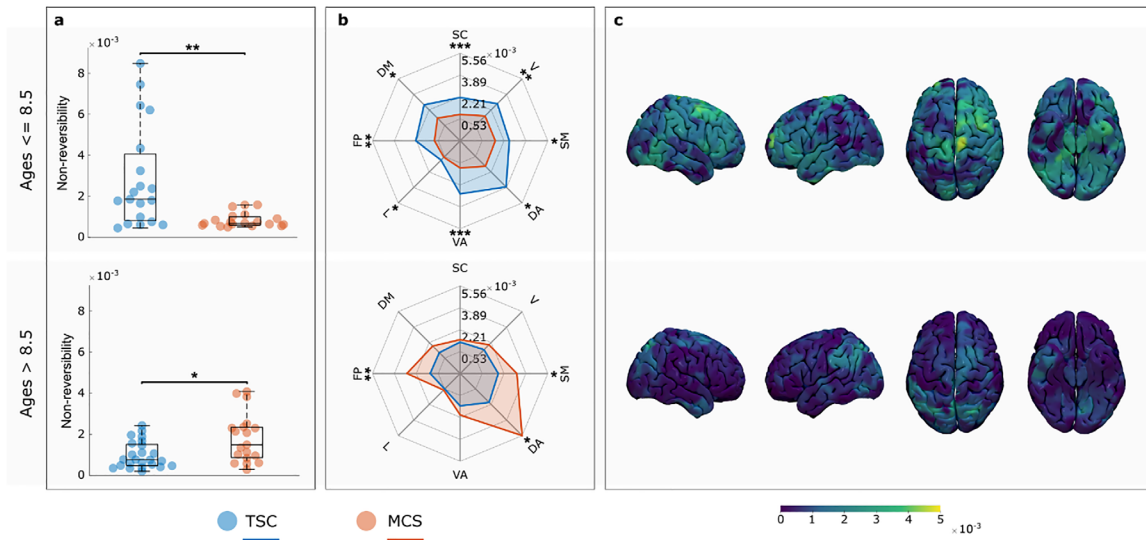 a
b
c
Ages <= 8.5
Non-reversibility
×10⁻³
8
6
4
2
0
**
SC
***
×10⁻³
5.56
3.89
2.21
0.53
V
**
SM
*
DA
*
VA
***
L
*
FP
**
DM
*
Ages > 8.5
Non-reversibility
×10⁻³
8
6
4
2
0
*
SC
×10⁻³
5.56
3.89
2.21
0.53
V
SM
*
DA
*
VA
L
FP
**
DM
TSC
MCS
0 1 2 3 4 5
×10⁻³